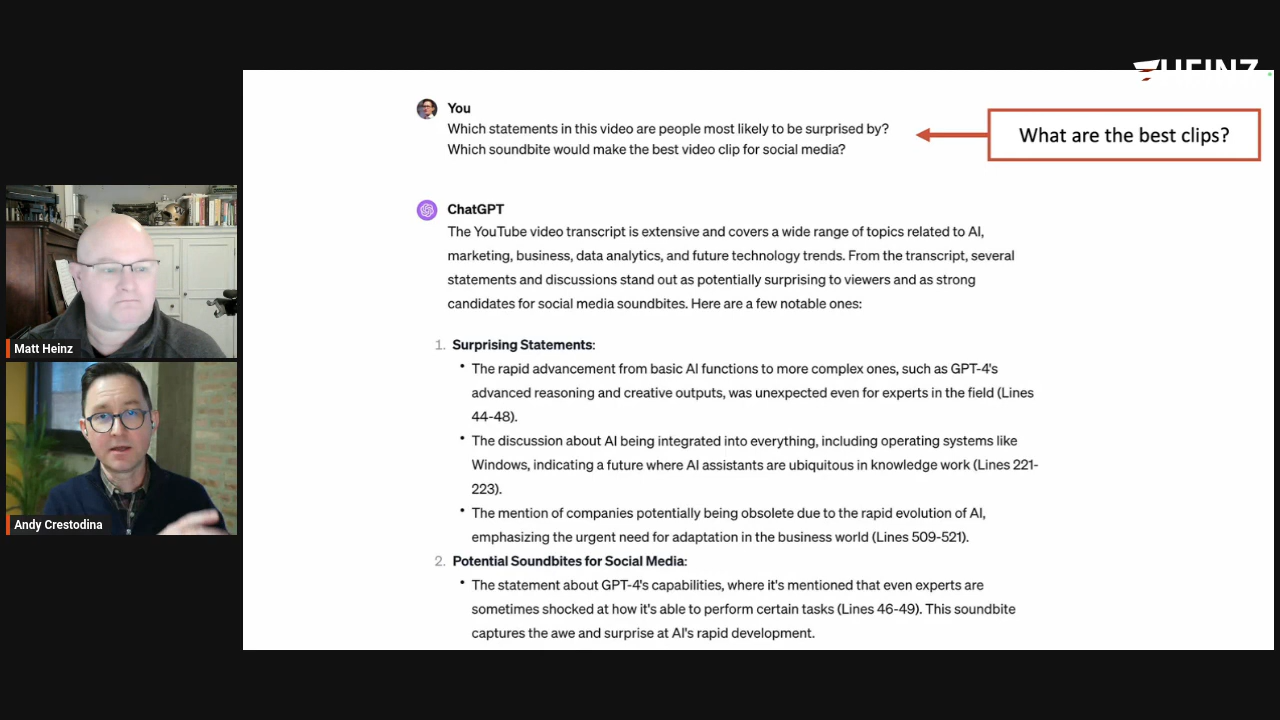 HEINZ
You
Which statements in this video are people most likely to be surprised by?
Which soundbite would make the best video clip for social media?
What are the best clips?
ChatGPT
The YouTube video transcript is extensive and covers a wide range of topics related to AI,
marketing, business, data analytics, and future technology trends. From the transcript, several
statements and discussions stand out as potentially surprising to viewers and as strong
candidates for social media soundbites. Here are a few notable ones:
1. Surprising Statements:
• The rapid advancement from basic AI functions to more complex ones, such as GPT-4's
advanced reasoning and creative outputs, was unexpected even for experts in the field (Lines
44-48).
• The discussion about AI being integrated into everything, including operating systems like
Windows, indicating a future where AI assistants are ubiquitous in knowledge work (Lines 221-
223).
• The mention of companies potentially being obsolete due to the rapid evolution of AI,
emphasizing the urgent need for adaptation in the business world (Lines 509-521).
2. Potential Soundbites for Social Media:
• The statement about GPT-4's capabilities, where it's mentioned that even experts are
sometimes shocked at how it's able to perform certain tasks (Lines 46-49). This soundbite
captures the awe and surprise at AI's rapid development.
Matt Heinz
Andy Crestodina